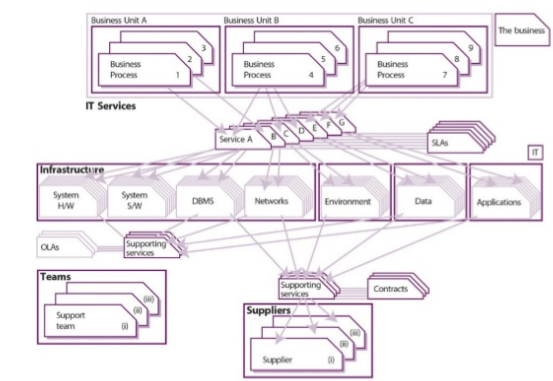 Business Unit A
Business Unit B
Business Unit C
The business
3
2
Business
Process 1
6
5
Business
Process 4
9
8
Business
Process 7
IT Services
Service A
B
C
D
E
F
G
SLAs
IT
Infrastructure
System
H/W
System
S/W
DBMS
Networks
Environment
Data
Applications
OLAs
Supporting
services
Teams
(iii)
(ii)
Support
team (i)
Supporting
services
Contracts
Suppliers
(iii)
(ii)
Supplier (i)